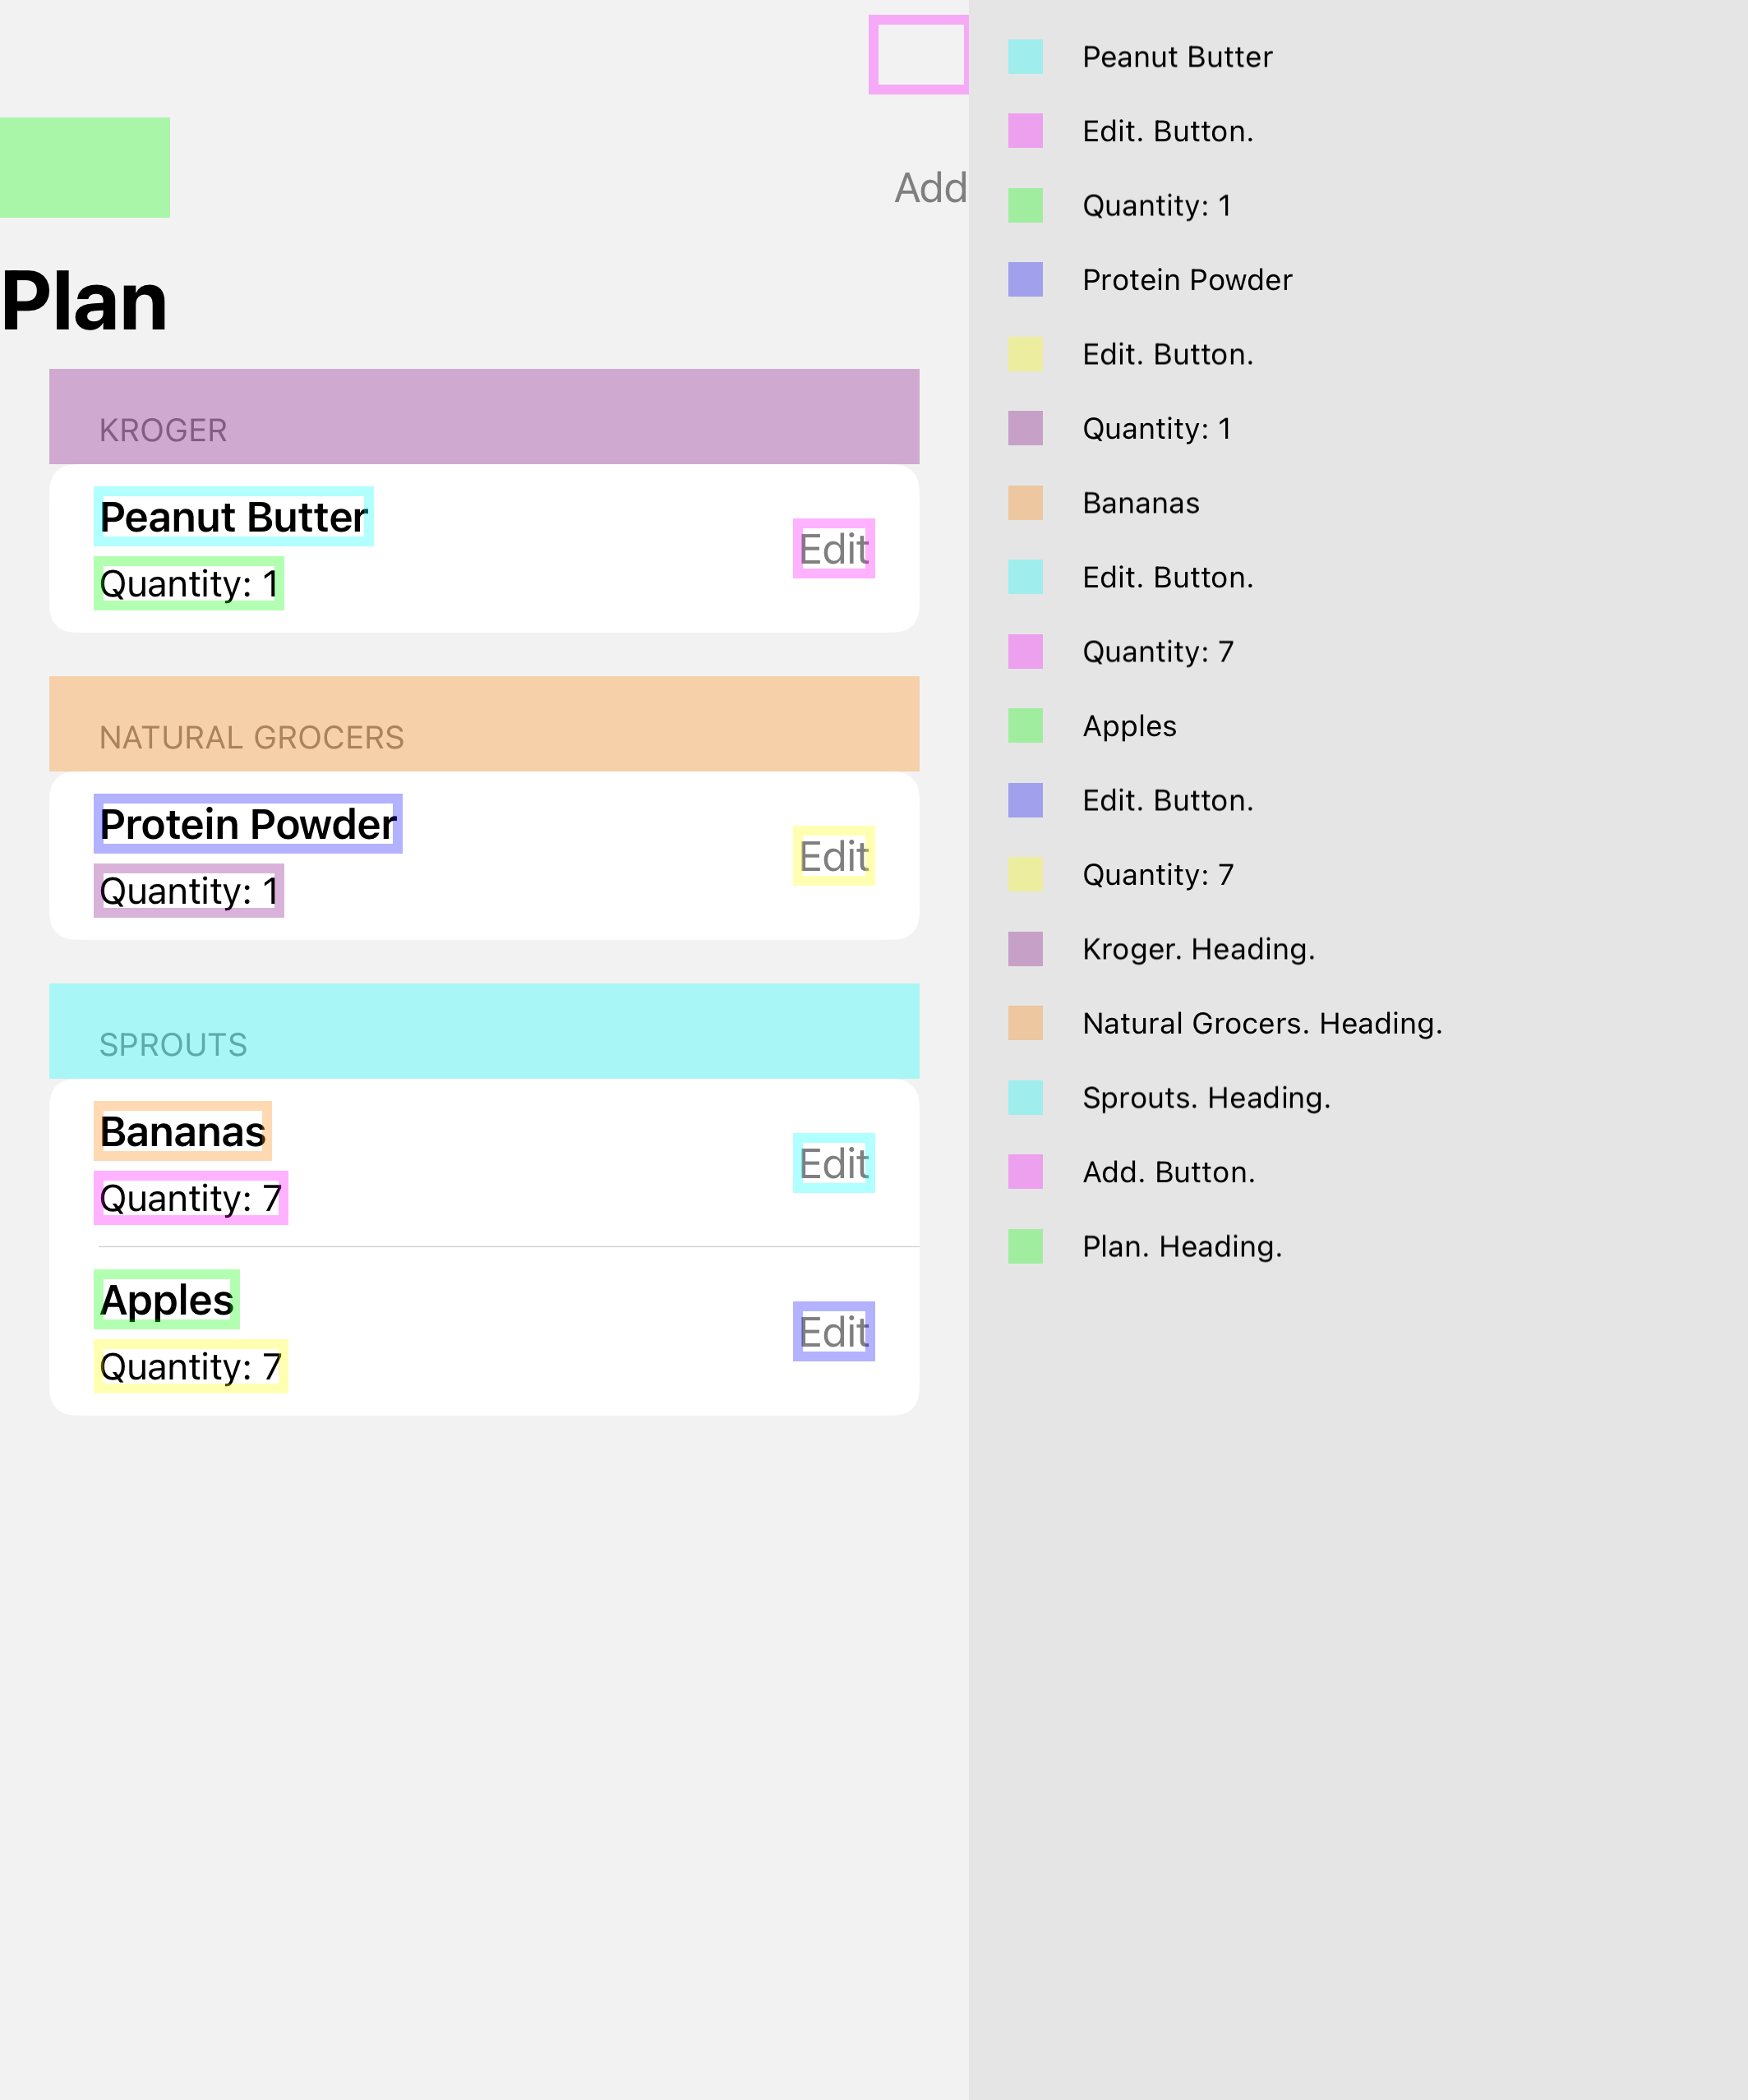 Add
Plan
KROGER
Peanut Butter
Edit
Quantity: 1
NATURAL GROCERS
Protein Powder
Edit
Quantity: 1
SPROUTS
Bananas
Edit
Quantity: 7
Apples
Edit
Quantity: 7
Peanut Butter
Edit. Button.
Quantity: 1
Protein Powder
Edit. Button.
Quantity: 1
Bananas
Edit. Button.
Quantity: 7
Apples
Edit. Button.
Quantity: 7
Kroger. Heading.
Natural Grocers. Heading.
Sprouts. Heading.
Add. Button.
Plan. Heading.